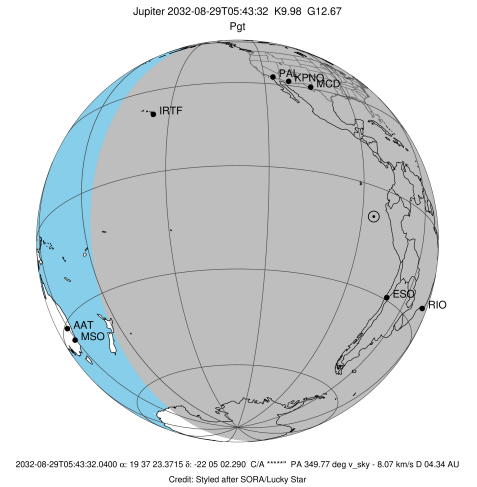 Jupiter 2032-08-29T05:43:32 K9.98 G12.67
Pgt
PAL
KPNO
MCD
IRTF
ESO
RIO
AAT
MSO
2032-08-29T05:43:32.0400 α: 19 37 23.3715 δ: -22 05 02.290 C/A *****" PA 349.77 deg v_sky - 8.07 km/s D 04.34 AU
Credit: Styled after SORA/Lucky Star